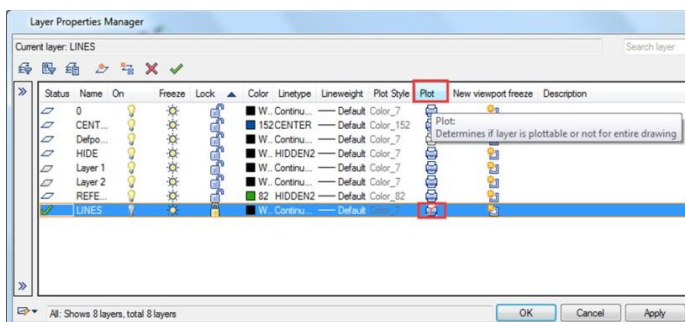 Layer Properties Manager
Current layer: LINES
Search layer
Status Name On Freeze Lock Color Linetype Lineweight Plot Style Plot New viewport freeze Description
0 W.. Continu... Default Color_7
CENT... 152 CENTER Default Color_152
Defpo... W.. Continu... Default Color_7
HIDE W.. HIDDEN2 Default Color_7
Layer 1 W.. Continu... Default Color_7
Layer 2 W.. Continu... Default Color_7
REFE... 82 HIDDEN2 Default Color_82
LINES W.. Continu... Default Color_7
Plot:
Determines if layer is plottable or not for entire drawing
All: Shows 8 layers, total 8 layers
OK Cancel Apply